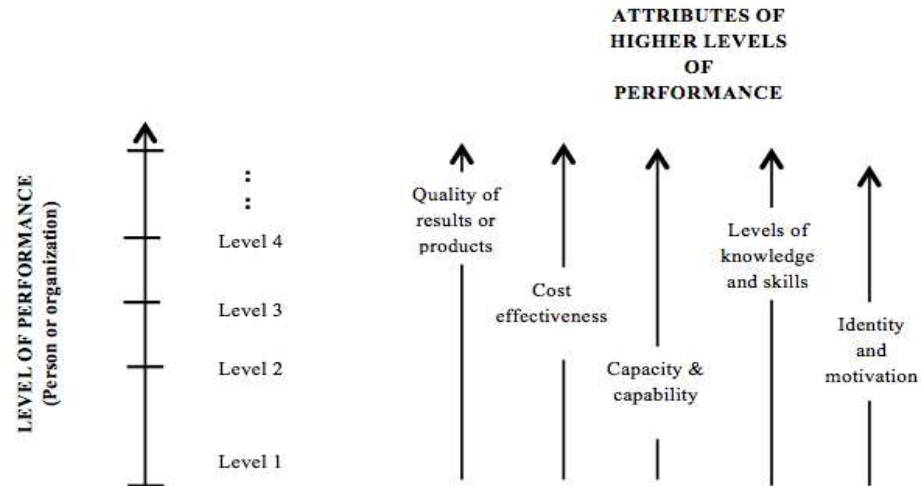 ATTRIBUTES OF
HIGHER LEVELS
OF
PERFORMANCE
LEVEL OF PERFORMANCE
(Person or organization)
Level 4
Level 3
Level 2
Level 1
Quality of
results or
products
Cost
effectiveness
Capacity &
capability
Levels of
knowledge
and skills
Identity
and
motivation